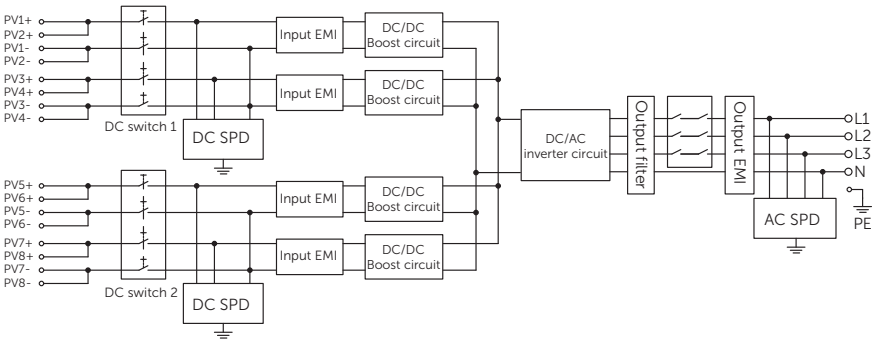 PV1+
PV2+
PV1-
PV2-
PV3+
PV4+
PV3-
PV4-
DC switch 1
DC SPD
Input EMI
DC/DC
Boost circuit
Input EMI
DC/DC
Boost circuit
PV5+
PV6+
PV5-
PV6-
PV7+
PV8+
PV7-
PV8-
DC switch 2
DC SPD
Input EMI
DC/DC
Boost circuit
Input EMI
DC/DC
Boost circuit
DC/AC
inverter circuit
Output filter
Output EMI
AC SPD
L1
L2
L3
N
PE